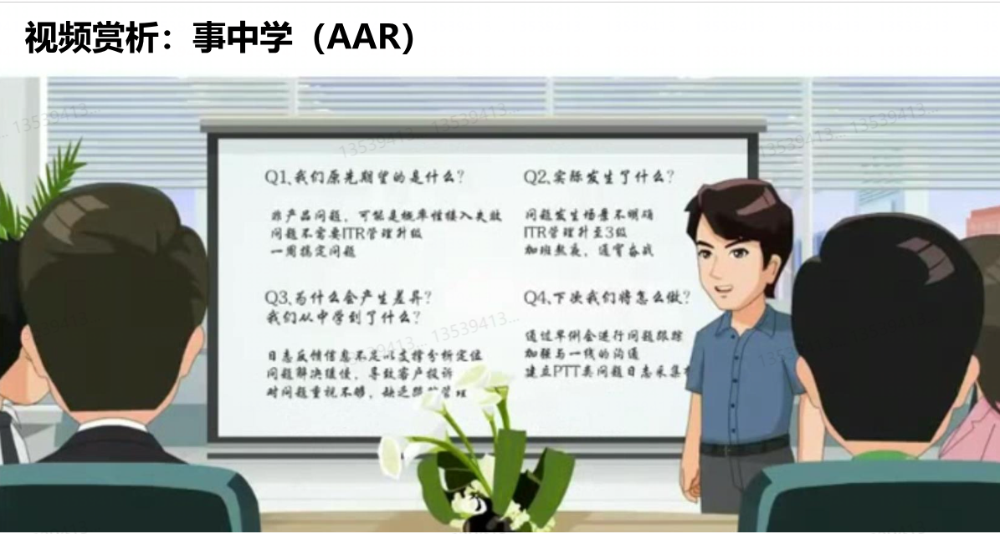 视频赏析：事中学（AAR）
Q1、我们原先期望的是什么？
非产品问题，可能是概率性接入失败
问题不需要ITR管理升级
一周搞定问题
Q2、实际发生了什么？
问题发生场景不明确
ITR管理升至3级
加班熬夜，通宵奋战
Q3、为什么会产生差异？
我们从中学到了什么？
日志反馈信息不足以支撑分析定位
问题解决缓慢，导致客户投诉
对问题重视不够，缺乏 管理
Q4、下次我们将怎么做？
通过早例会进行问题跟踪
加强与一线的沟通
建立PTT类问题日志采集
13539413...
13539413... 13539413...
13539413... 13539413...
13539413... 13539413...